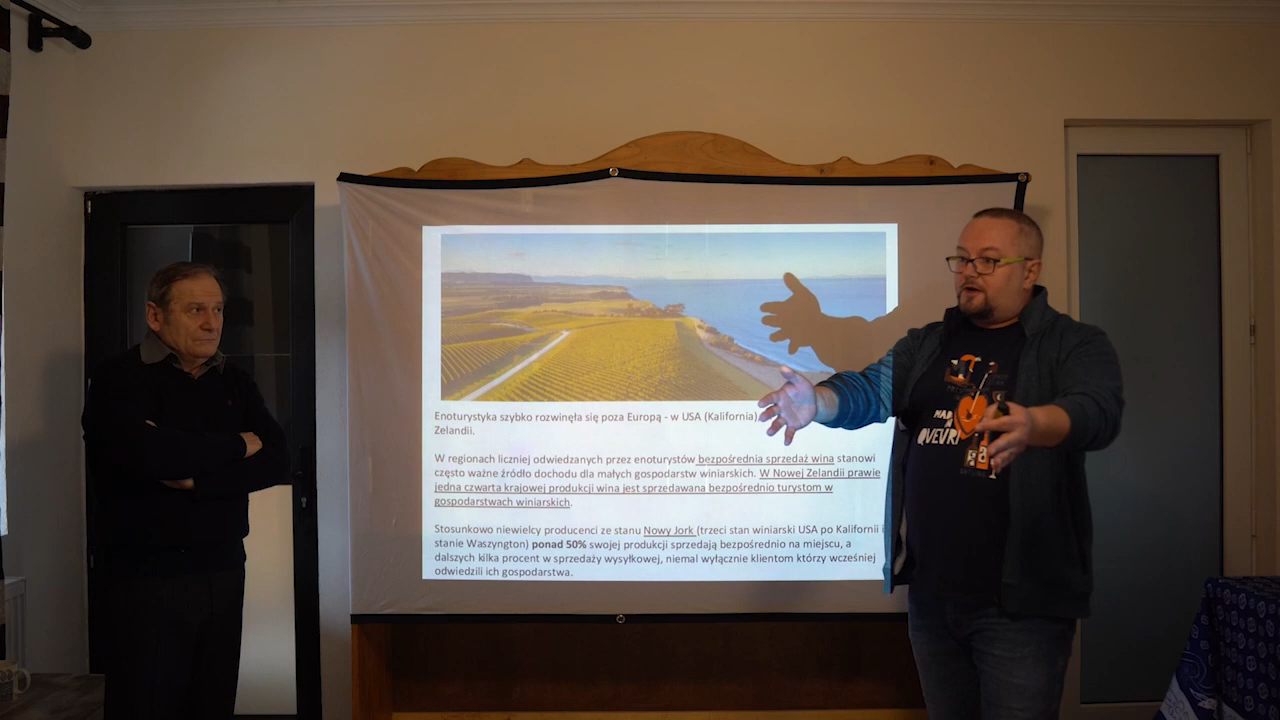 Enoturystyka szybko rozwinęła się poza Europą - w USA (Kalifornia)
Zelandii.
W regionach liczniej odwiedzanych przez enoturystów bezpośrednia sprzedaż wina stanowi
często ważne źródło dochodu dla małych gospodarstw winiarskich. W Nowej Zelandii prawie
jedna czwarta krajowej produkcji wina jest sprzedawana bezpośrednio turystom w
gospodarstwach winiarskich.
Stosunkowo niewielcy producenci ze stanu Nowy Jork (trzeci stan winiarski USA po Kalifornii i
stanie Waszyngton) ponad 50% swojej produkcji sprzedają bezpośrednio na miejscu, a
dalszych kilka procent w sprzedaży wysyłkowej, niemal wyłącznie klientom którzy wcześniej
odwiedzili ich gospodarstwa.
QVEVRI